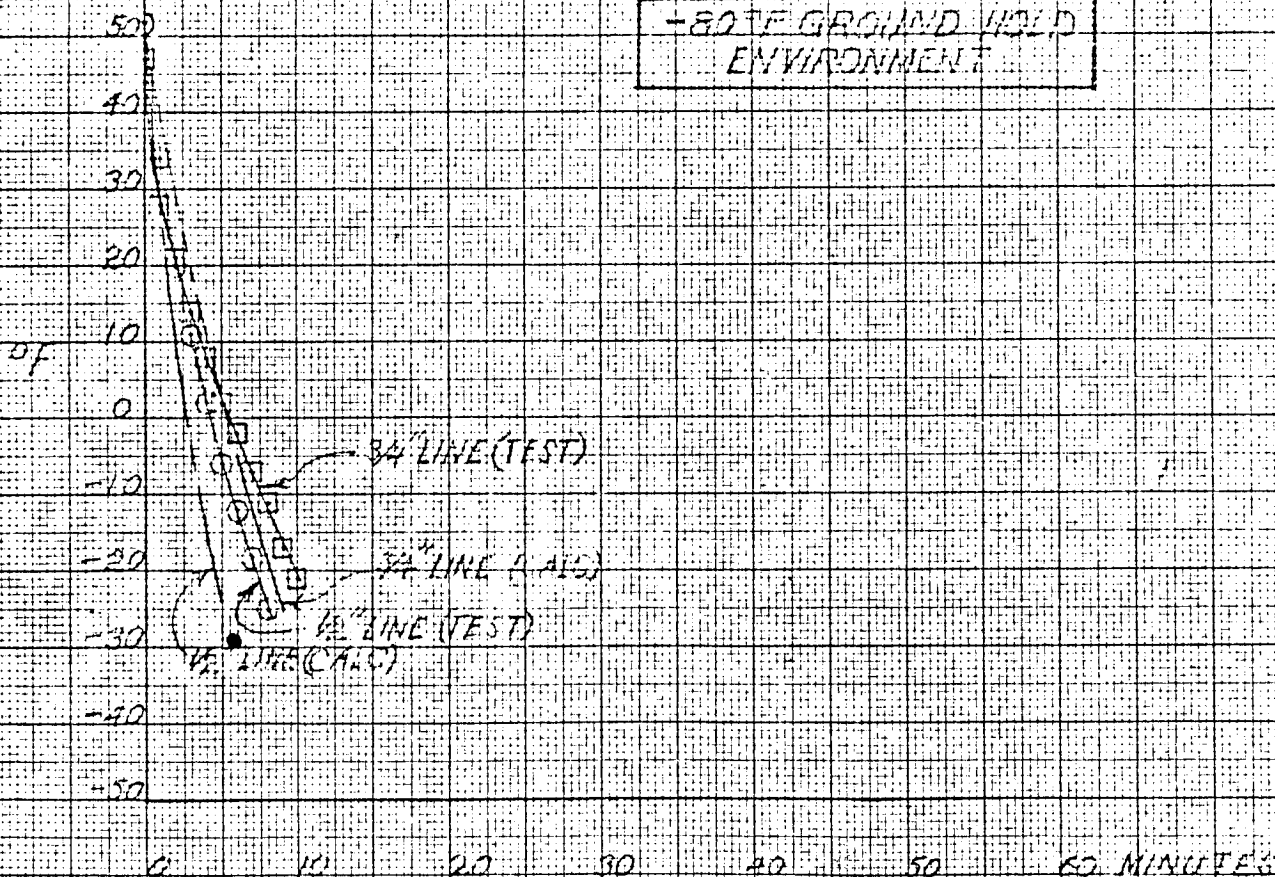 -80°F GROUND HOLD
ENVIRONMENT
50
40
30
20
10
°F
0
-10
-20
-30
-40
-50
3/4" LINE (TEST)
3/4" LINE (CALC)
1/2" LINE (TEST)
1/2" LINE (CALC)
0 10 20 30 40 50 60 MINUTES